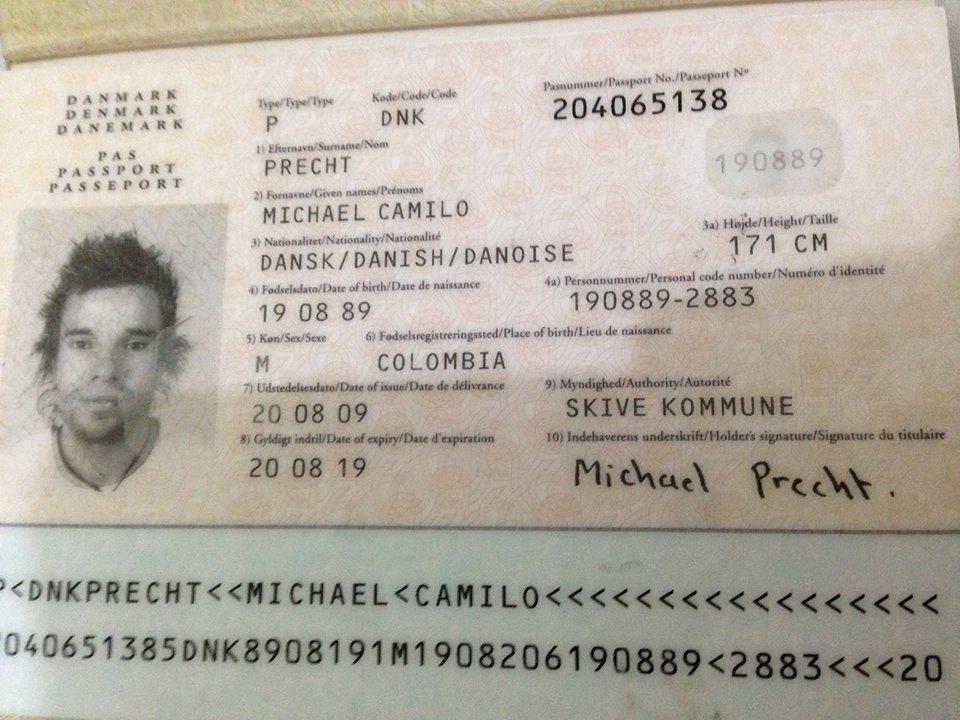 DANMARK
DENMARK
DANEMARK
PAS
PASSPORT
PASSEPORT
Type/Type/Type Kode/Code/Code Pasnummer/Passport No./Passeport Nº
P DNK 204065138
1) Efternavn/Surname/Nom
PRECHT 190889
2) Fornavne/Given names/Prénoms
MICHAEL CAMILO
3) Nationalitet/Nationality/Nationalité 3a) Højde/Height/Taille
DANSK/DANISH/DANOISE 171 CM
4) Fødselsdato/Date of birth/Date de naissance 4a) Personnummer/Personal code number/Numéro d'identité
19 08 89 190889-2883
5) Køn/Sex/Sexe 6) Fødselsregistreringssted/Place of birth/Lieu de naissance
M COLOMBIA
7) Udstedelsesdato/Date of issue/Date de délivrance 9) Myndighed/Authority/Autorité
20 08 09 SKIVE KOMMUNE
8) Gyldigt indtil/Date of expiry/Date d'expiration 10) Indehaverens underskrift/Holder's signature/Signature du titulaire
20 08 19 Michael Precht.
P<DNKPRECHT<<MICHAEL<CAMILO<<<<<<<<<<<<<<<<<
2040651385DNK8908191M1908206190889<2883<<<20